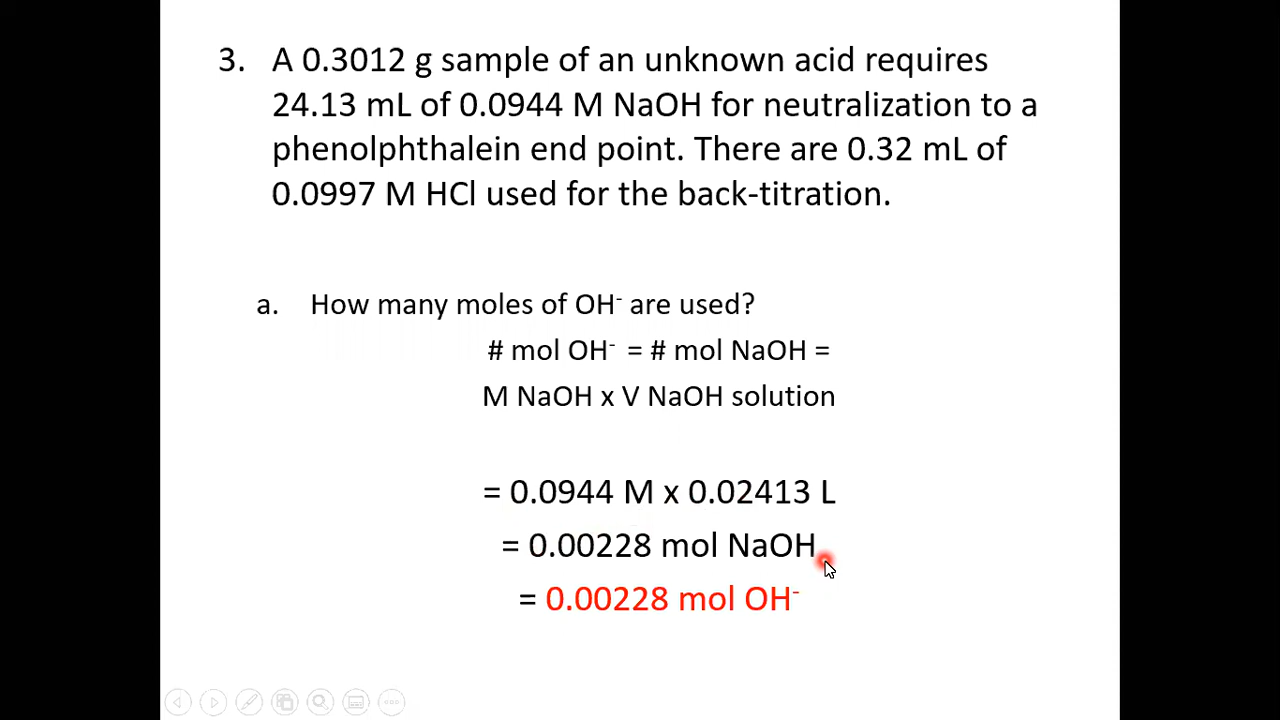 3. A 0.3012 g sample of an unknown acid requires
24.13 mL of 0.0944 M NaOH for neutralization to a
phenolphthalein end point. There are 0.32 mL of
0.0997 M HCl used for the back-titration.
a. How many moles of OH⁻ are used?
# mol OH⁻ = # mol NaOH =
M NaOH x V NaOH solution
= 0.0944 M x 0.02413 L
= 0.00228 mol NaOH
= 0.00228 mol OH⁻